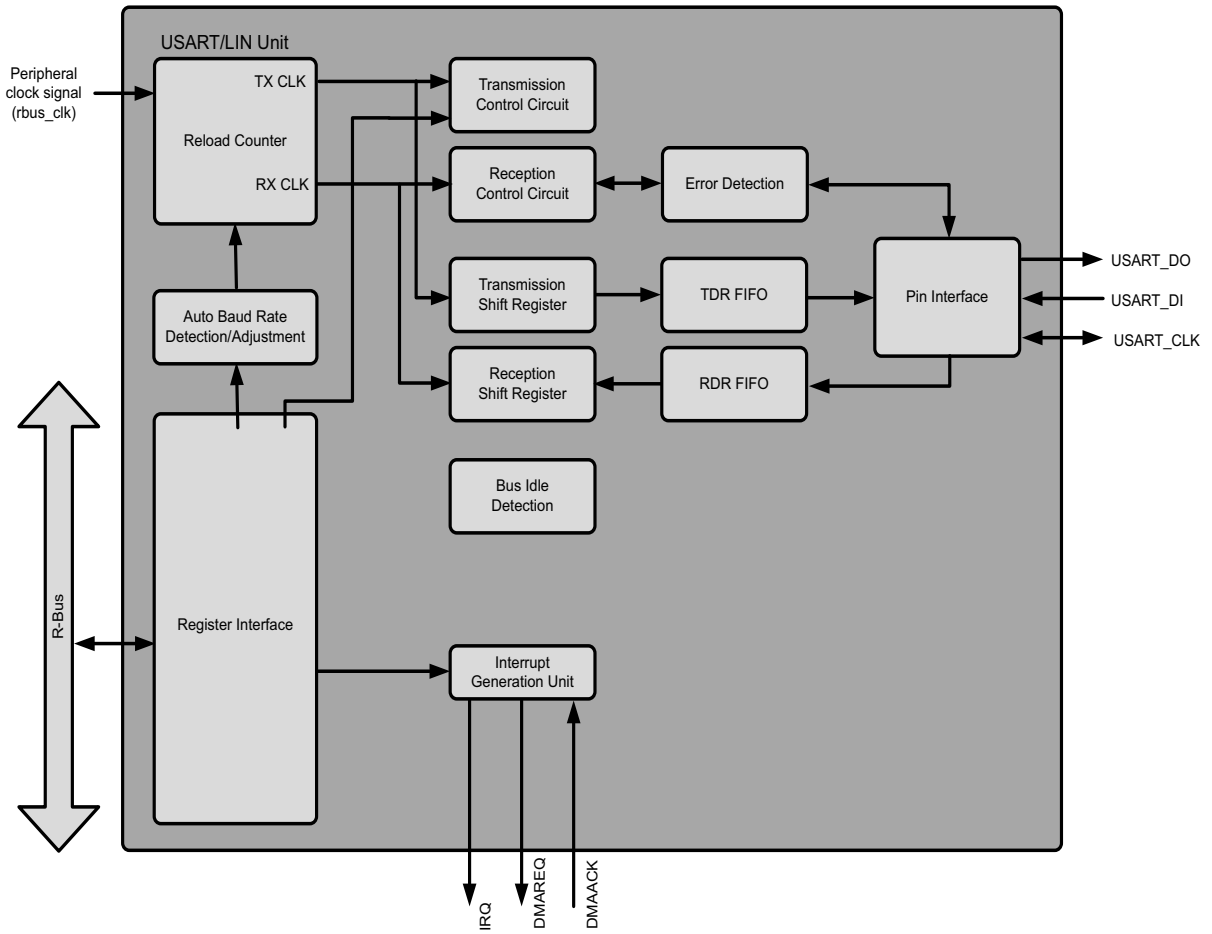 USART/LIN Unit
Peripheral
clock signal
(rbus_clk)
TX CLK
Reload Counter
RX CLK
Transmission
Control Circuit
Reception
Control Circuit
Error Detection
Auto Baud Rate
Detection/Adjustment
Transmission
Shift Register
TDR FIFO
Pin Interface
USART_DO
USART_DI
USART_CLK
Reception
Shift Register
RDR FIFO
Bus Idle
Detection
R-Bus
Register Interface
Interrupt
Generation Unit
IRQ
DMAREQ
DMAACK